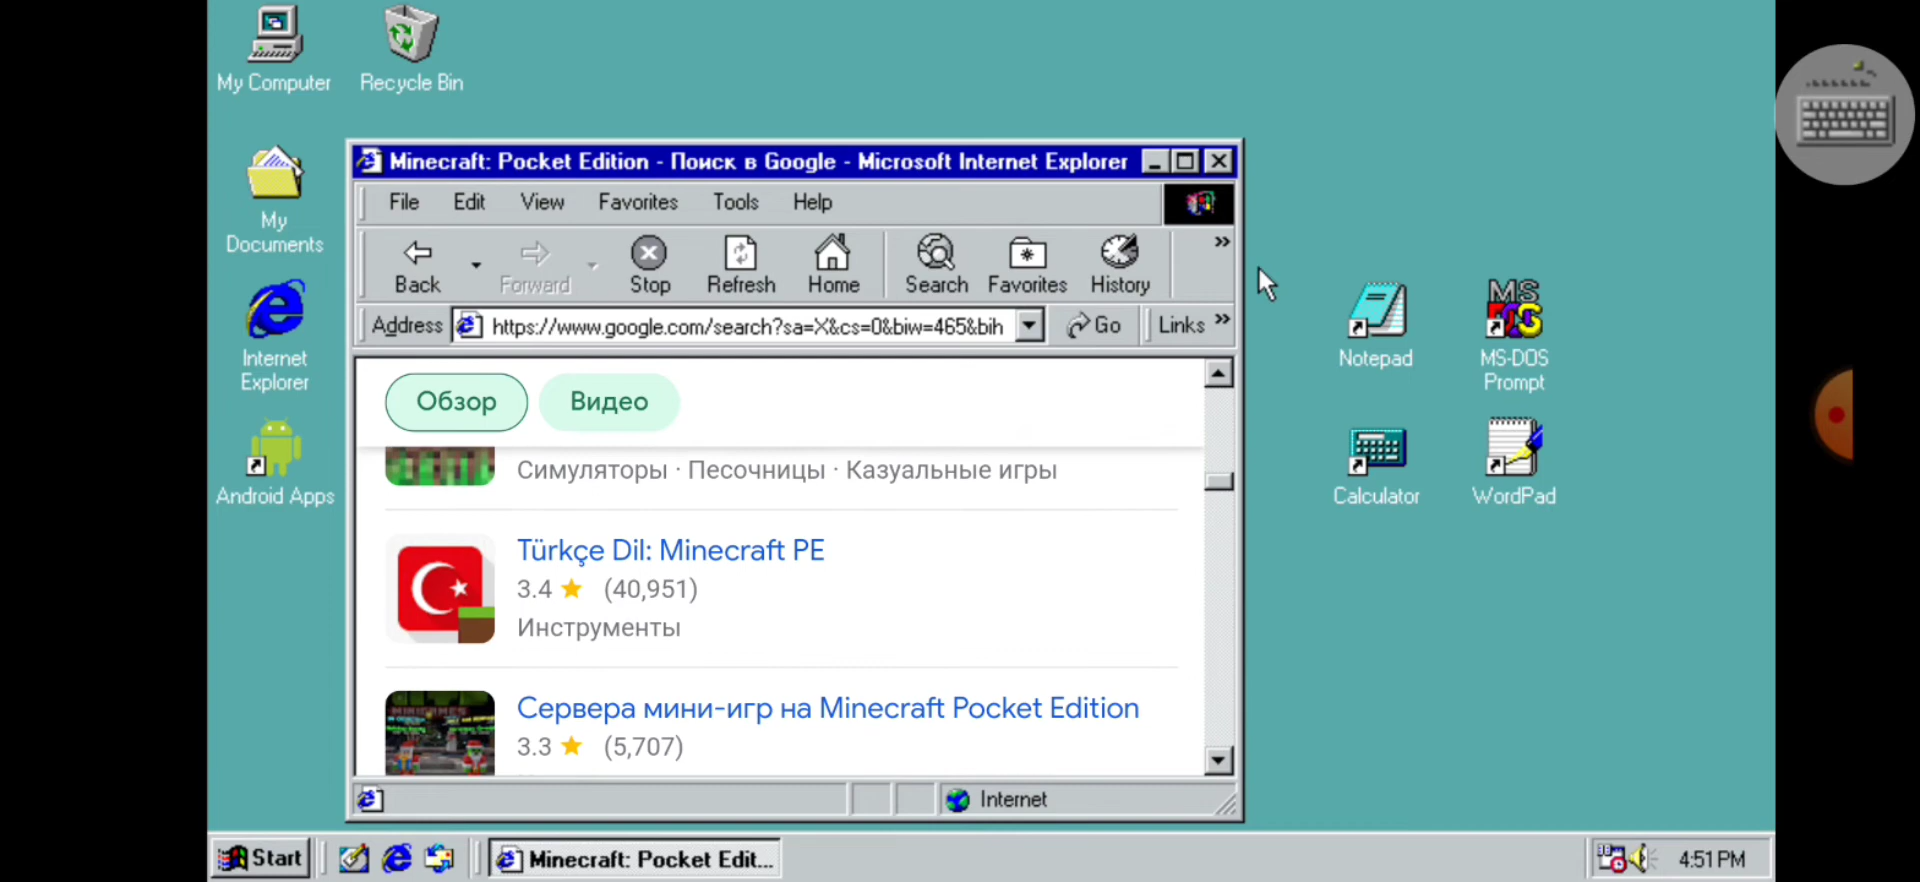 My Computer
Recycle Bin
My
Documents
Internet
Explorer
Android Apps
Minecraft: Pocket Edition - Поиск в Google - Microsoft Internet Explorer
File Edit View Favorites Tools Help
Back Forward Stop Refresh Home Search Favorites History »
Address https://www.google.com/search?sa=X&cs=0&biw=465&bih Go Links »
Обзор Видео
Симуляторы · Песочницы · Казуальные игры
Türkçe Dil: Minecraft PE
3.4 ★ (40,951)
Инструменты
Сервера мини-игр на Minecraft Pocket Edition
3.3 ★ (5,707)
Internet
Notepad
MS-DOS
Prompt
Calculator
WordPad
Start
Minecraft: Pocket Edit...
4:51 PM